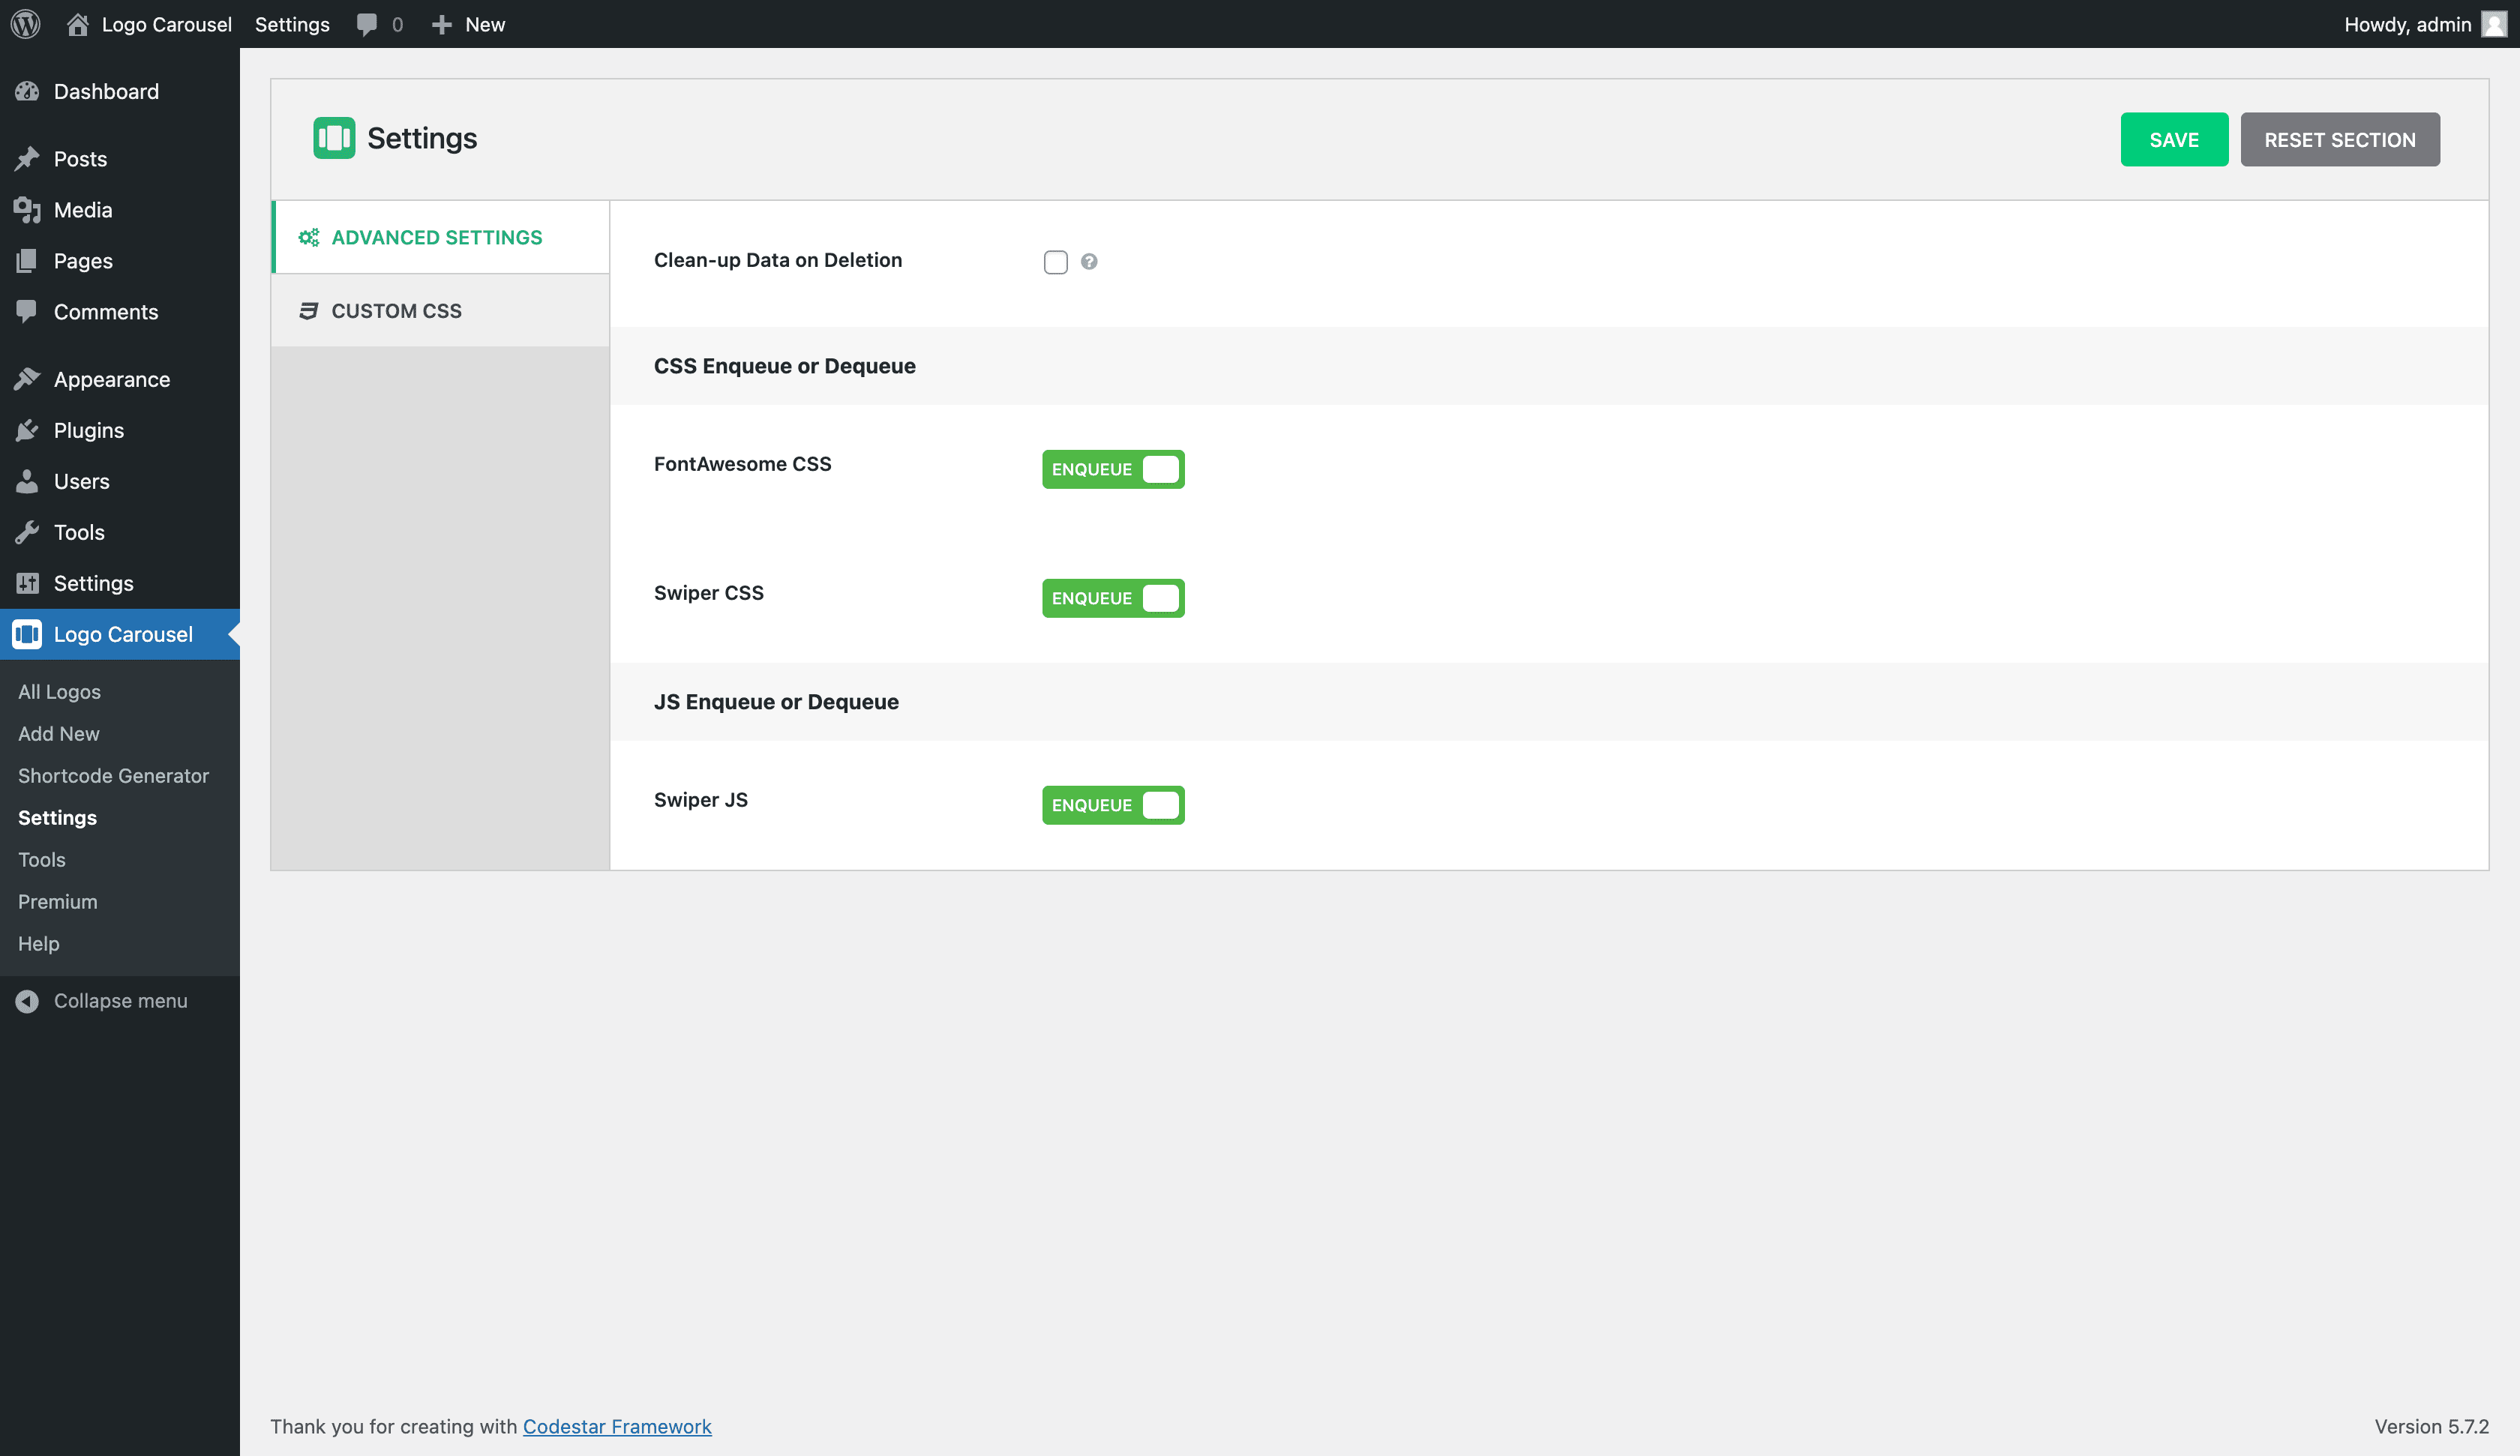 Logo Carousel Settings 0 New Howdy, admin
Dashboard
Posts
Media
Pages
Comments
Appearance
Plugins
Users
Tools
Settings
Logo Carousel
All Logos
Add New
Shortcode Generator
Settings
Tools
Premium
Help
Collapse menu
Settings
SAVE RESET SECTION
ADVANCED SETTINGS
CUSTOM CSS
Clean-up Data on Deletion ?
CSS Enqueue or Dequeue
FontAwesome CSS ENQUEUE
Swiper CSS ENQUEUE
JS Enqueue or Dequeue
Swiper JS ENQUEUE
Thank you for creating with Codestar Framework Version 5.7.2